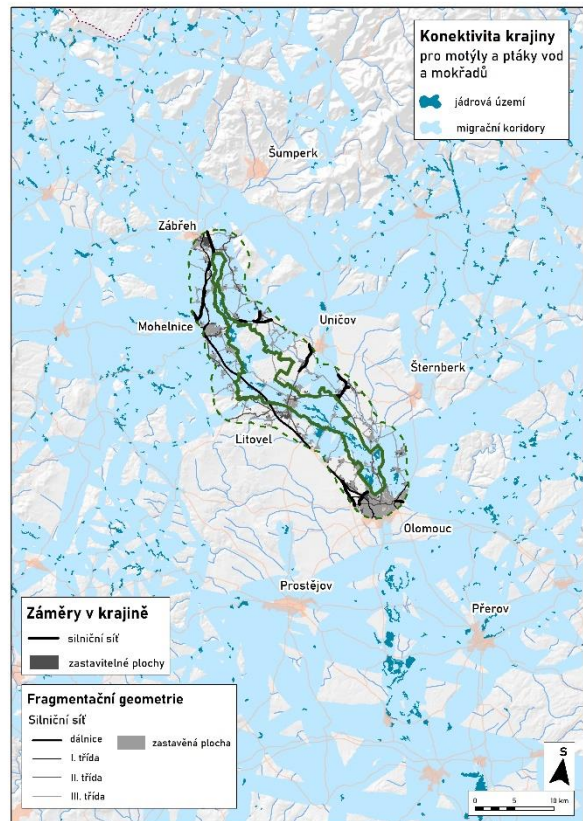 Konektivita krajiny
pro motýly a ptáky vod
a mokřadů
jádrová území
migrační koridory
Šumperk
Zábřeh
Mohelnice
Uničov
Šternberk
Litovel
Olomouc
Prostějov
Přerov
Záměry v krajině
silniční síť
zastavitelné plochy
Fragmentační geometrie
Silniční síť
dálnice
zastavěná plocha
I. třída
II. třída
III. třída
S
0 5 10 km